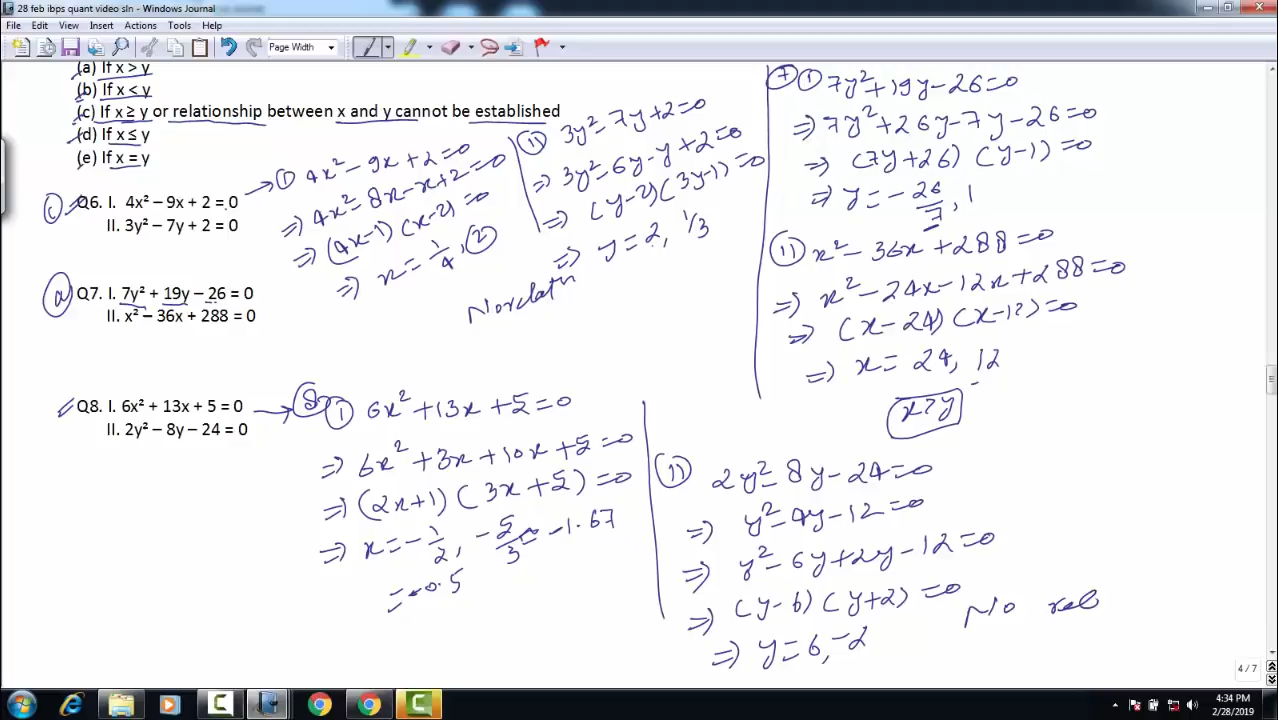 28 feb ibps quant video sln - Windows Journal
File Edit View Insert Actions Tools Help
Page Width
(a) If x > y
(b) If x < y
(c) If x ≥ y or relationship between x and y cannot be established
(d) If x ≤ y
(e) If x = y
(c) Q6. I. 4x² – 9x + 2 = 0
II. 3y² – 7y + 2 = 0
(i) 4x² - 9x + 2 = 0
⇒ 4x² - 8x - x + 2 = 0
⇒ (4x-1) (x-2) = 0
⇒ x = 1/4, 2
(ii) 3y² - 7y + 2 = 0
⇒ 3y² - 6y - y + 2 = 0
⇒ (y-2) (3y-1) = 0
⇒ y = 2, 1/3
No relatn
(a) Q7. I. 7y² + 19y – 26 = 0
II. x² – 36x + 288 = 0
(7) (i) 7y² + 19y - 26 = 0
⇒ 7y² + 26y - 7y - 26 = 0
⇒ (7y+26) (y-1) = 0
⇒ y = -26/7, 1
(ii) x² - 36x + 288 = 0
⇒ x² - 24x - 12x + 288 = 0
⇒ (x-24) (x-12) = 0
⇒ x = 24, 12
x > y
Q8. I. 6x² + 13x + 5 = 0
II. 2y² – 8y – 24 = 0
(8) (i) 6x² + 13x + 5 = 0
⇒ 6x² + 3x + 10x + 5 = 0
⇒ (2x+1) (3x+5) = 0
⇒ x = -1/2, -5/3 = -1.67
= -0.5
(ii) 2y² - 8y - 24 = 0
⇒ y² - 4y - 12 = 0
⇒ y² - 6y + 2y - 12 = 0
⇒ (y-6) (y+2) = 0
⇒ y = 6, -2
No rel
4 / 7
4:34 PM
2/28/2019